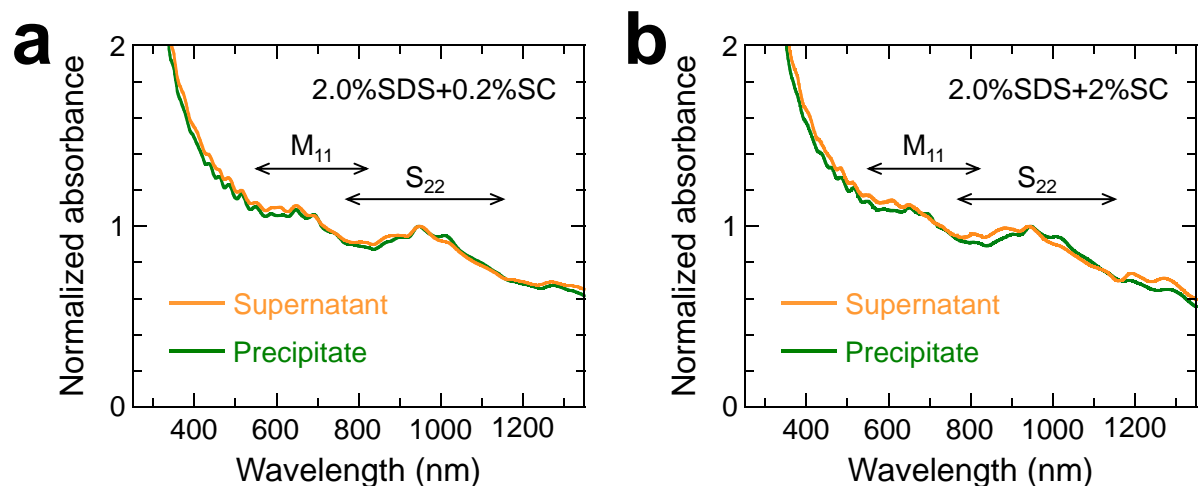 a
2.0%SDS+0.2%SC
M11
S22
Supernatant
Precipitate
Normalized absorbance
0
1
2
400 600 800 1000 1200
Wavelength (nm)
b
2.0%SDS+2%SC
M11
S22
Supernatant
Precipitate
Normalized absorbance
0
1
2
400 600 800 1000 1200
Wavelength (nm)